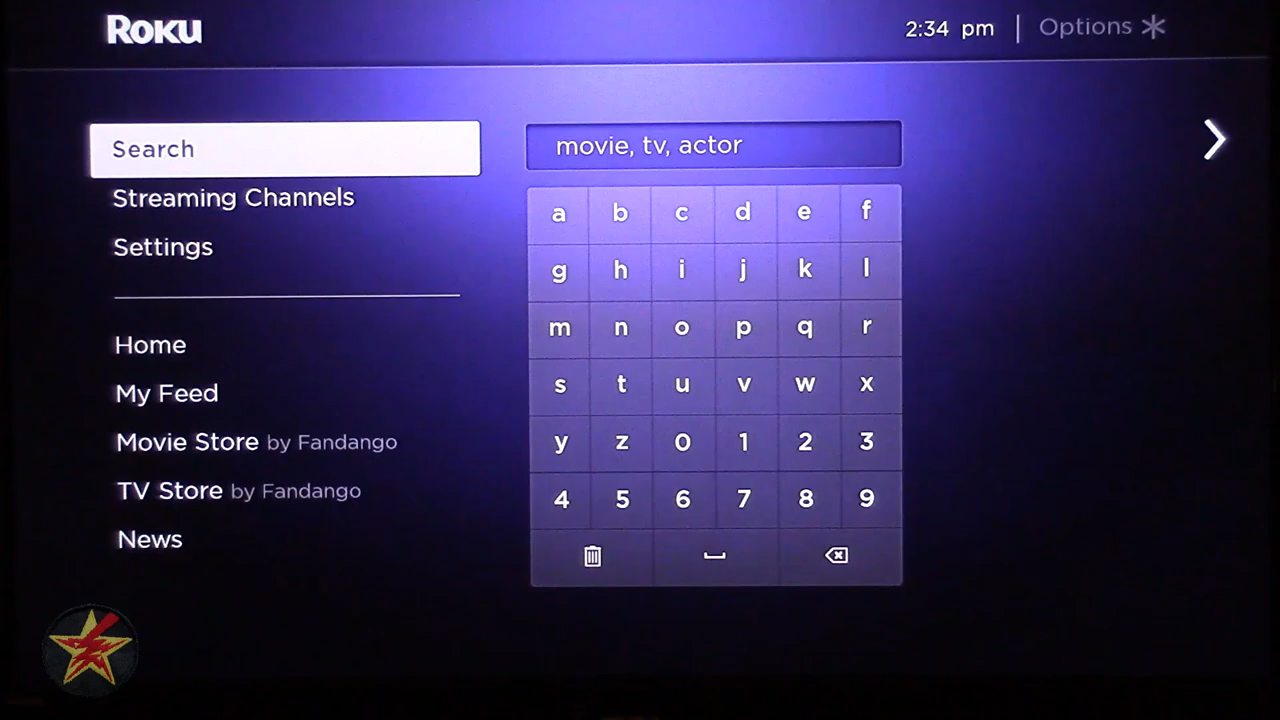 Roku
2:34 pm | Options *
Search
Streaming Channels
Settings
Home
My Feed
Movie Store by Fandango
TV Store by Fandango
News
movie, tv, actor
a b c d e f
g h i j k l
m n o p q r
s t u v w x
y z 0 1 2 3
4 5 6 7 8 9